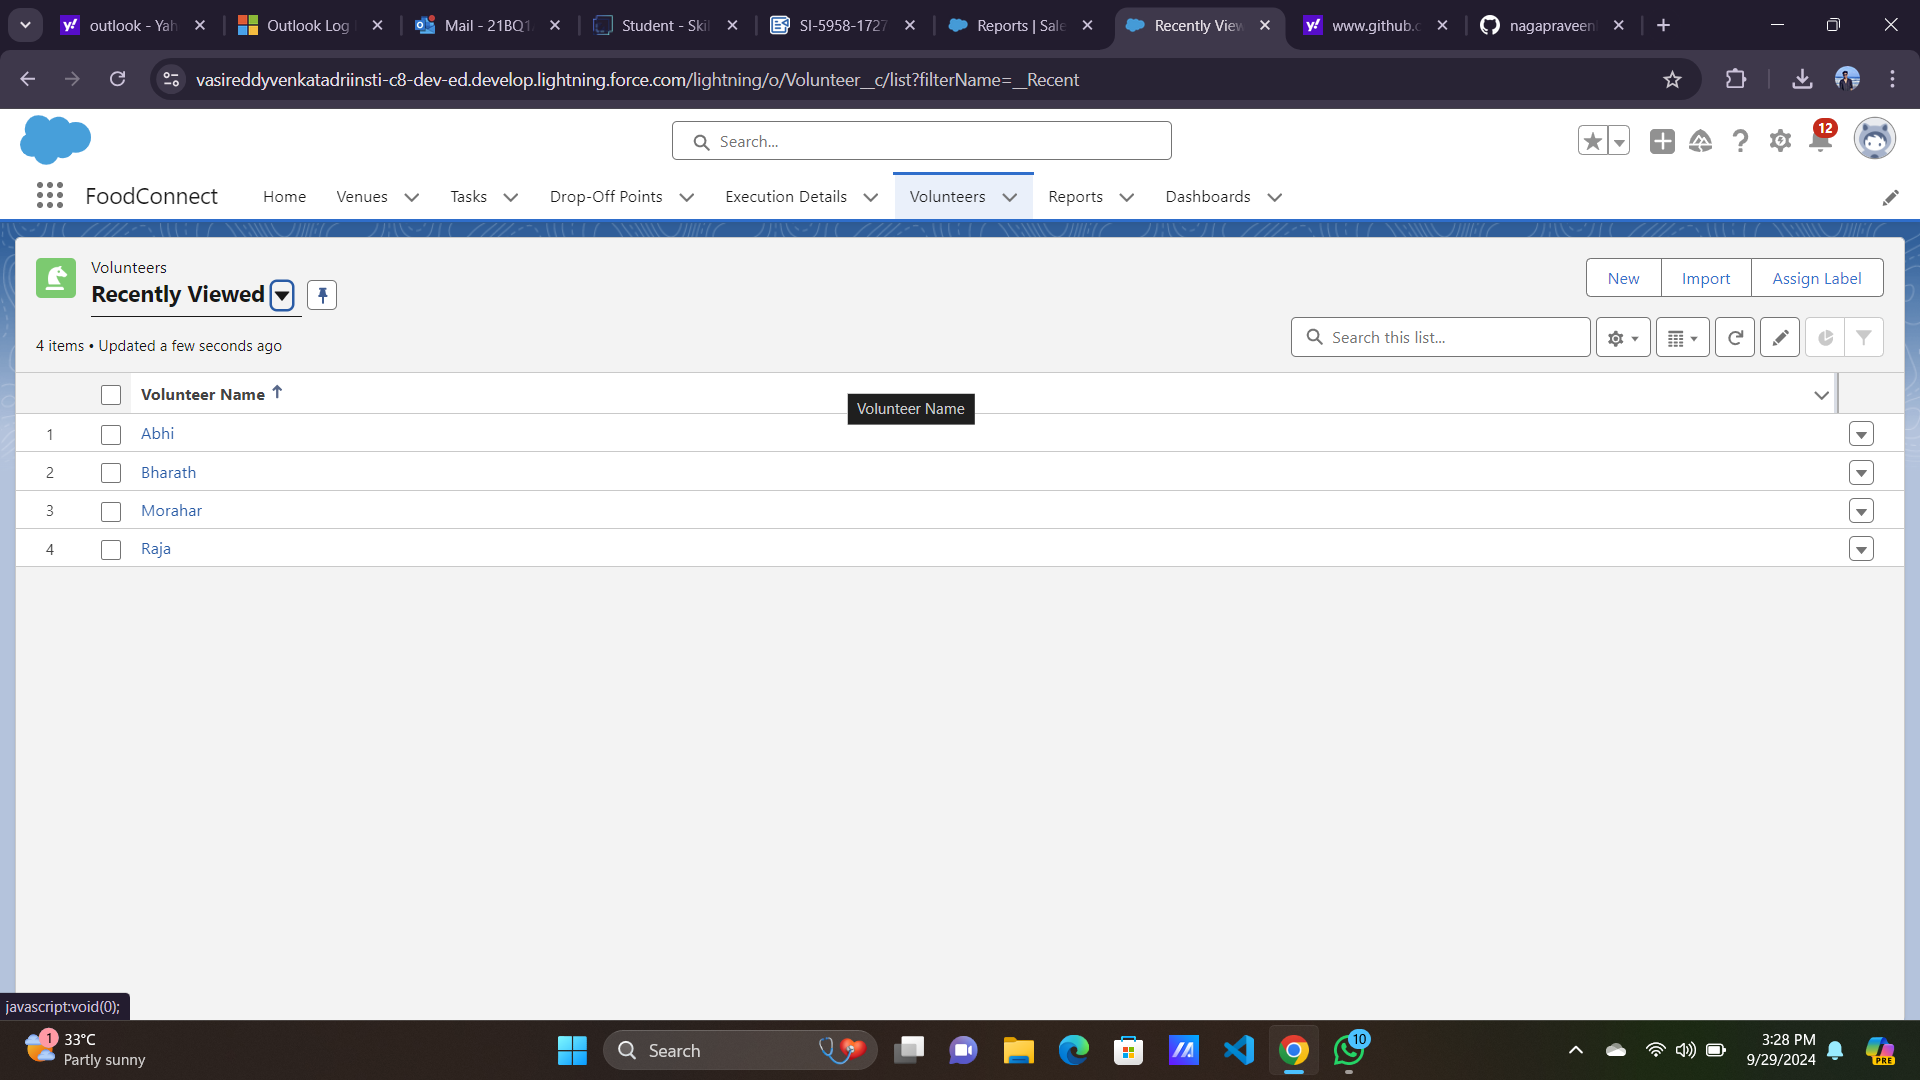 outlook - Yah
Outlook Log
Mail - 21BQ1
Student - Skil
SI-5958-1727
Reports | Sale
Recently View
www.github.c
nagapraveen
vasireddyvenkatadriinsti-c8-dev-ed.develop.lightning.force.com/lightning/o/Volunteer__c/list?filterName=__Recent
Search...
12
FoodConnect
Home
Venues
Tasks
Drop-Off Points
Execution Details
Volunteers
Reports
Dashboards
Volunteers
Recently Viewed
New
Import
Assign Label
4 items • Updated a few seconds ago
Search this list...
Volunteer Name
Volunteer Name
1 Abhi
2 Bharath
3 Morahar
4 Raja
javascript:void(0);
1
33°C
Partly sunny
Search
10
3:28 PM
9/29/2024
PRE